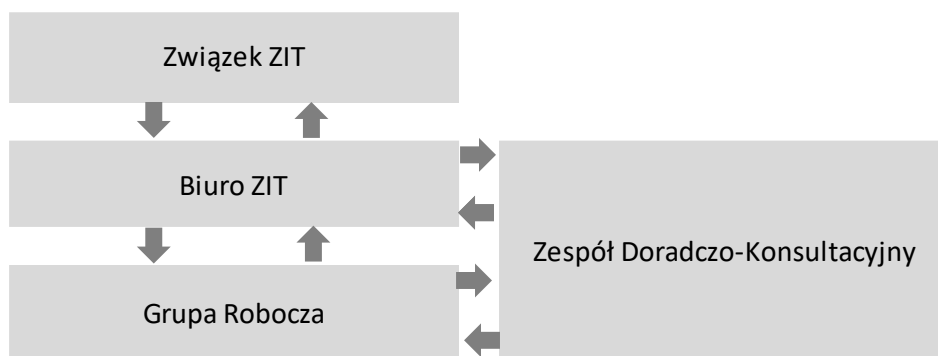 Związek ZIT
Biuro ZIT
Zespół Doradczo-Konsultacyjny
Grupa Robocza